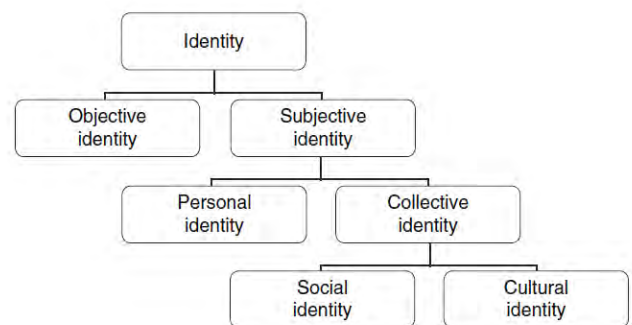 Identity
Objective
identity
Subjective
identity
Personal
identity
Collective
identity
Social
identity
Cultural
identity